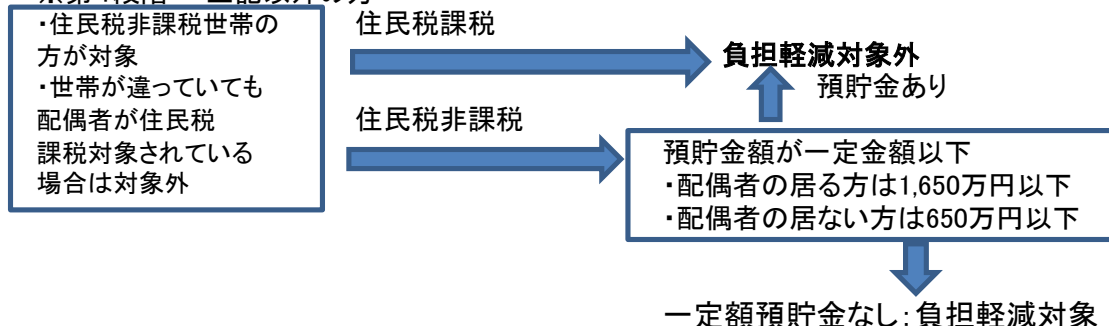 ・住民税非課税世帯の
方が対象
・世帯が違っていても
配偶者が住民税
課税対象されている
場合は対象外
住民税課税
負担軽減対象外
預貯金あり
住民税非課税
預貯金額が一定金額以下
・配偶者の居る方は1,650万円以下
・配偶者の居ない方は650万円以下
一定額預貯金なし:負担軽減対象